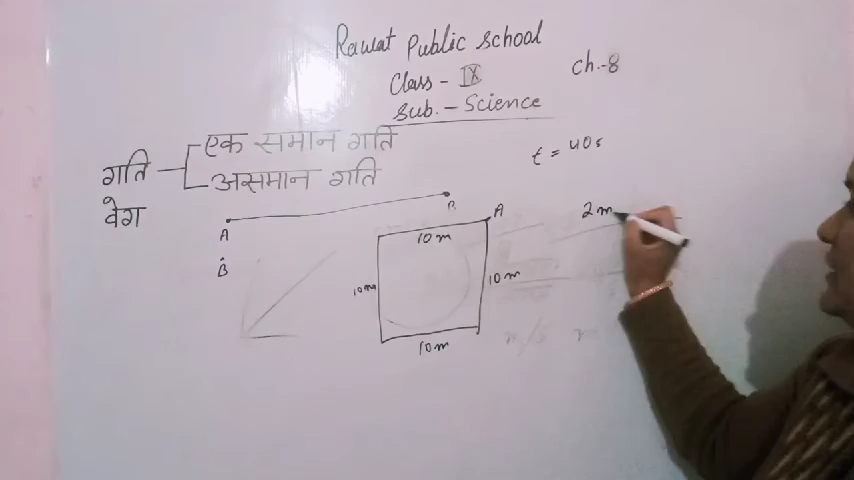 Rawat Public School
Class - IX
Ch.-8
Sub. - Science
गति
एक समान गति
असमान गति
वेग
t = 40s
A
B
B
A
2m
10m
10m
10m
10m